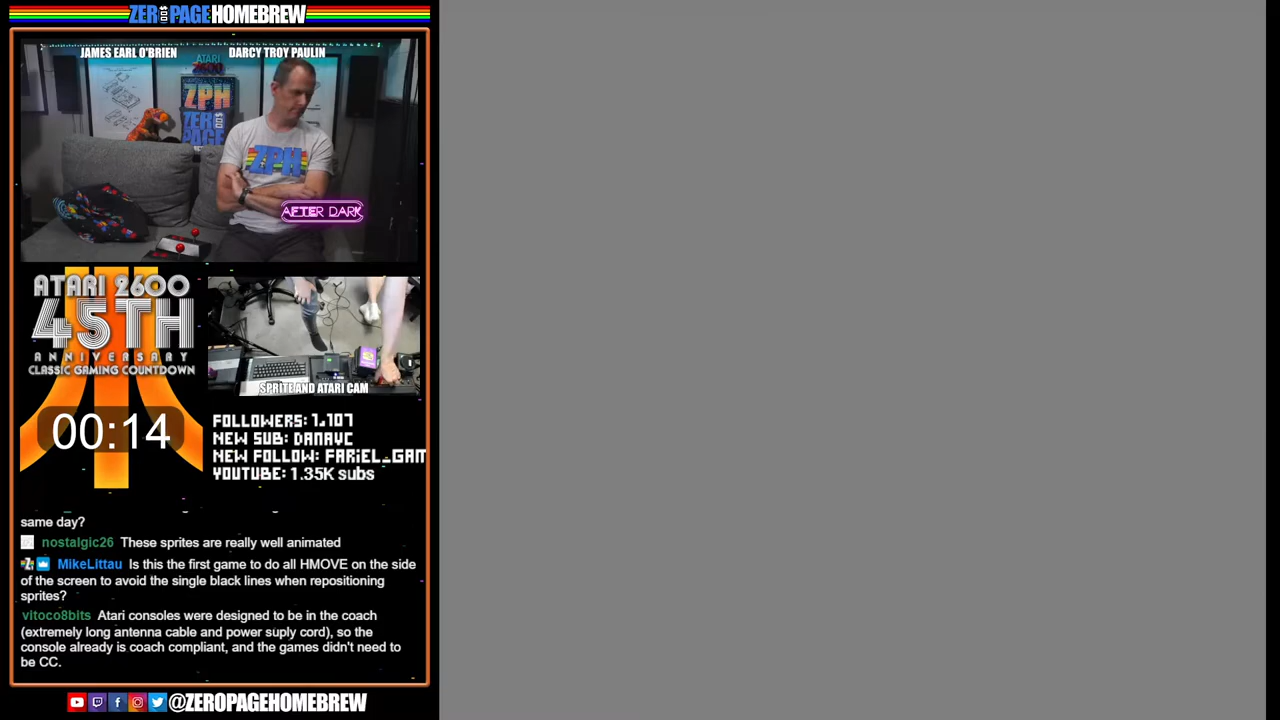 ZEROPAGEHOMEBREW
JAMES EARL O'BRIEN
DARCY TROY PAULIN
ATARI
2600
ZPH
ZERO
PAGE
ZPH
AFTER DARK
ATARI 2600
45TH
ANNIVERSARY
CLASSIC GAMING COUNTDOWN
00:14
SPRITE AND ATARI CAM
FOLLOWERS: 1,107
NEW SUB: DANAYC
NEW FOLLOW: FARIEL_GAM
YOUTUBE: 1.35K subs
same day?
nostalgic26 These sprites are really well animated
MikeLittau Is this the first game to do all HMOVE on the side
of the screen to avoid the single black lines when repositioning
sprites?
vitoco8bits Atari consoles were designed to be in the coach
(extremely long antenna cable and power suply cord), so the
console already is coach compliant, and the games didn't need to
be CC.
@ZEROPAGEHOMEBREW